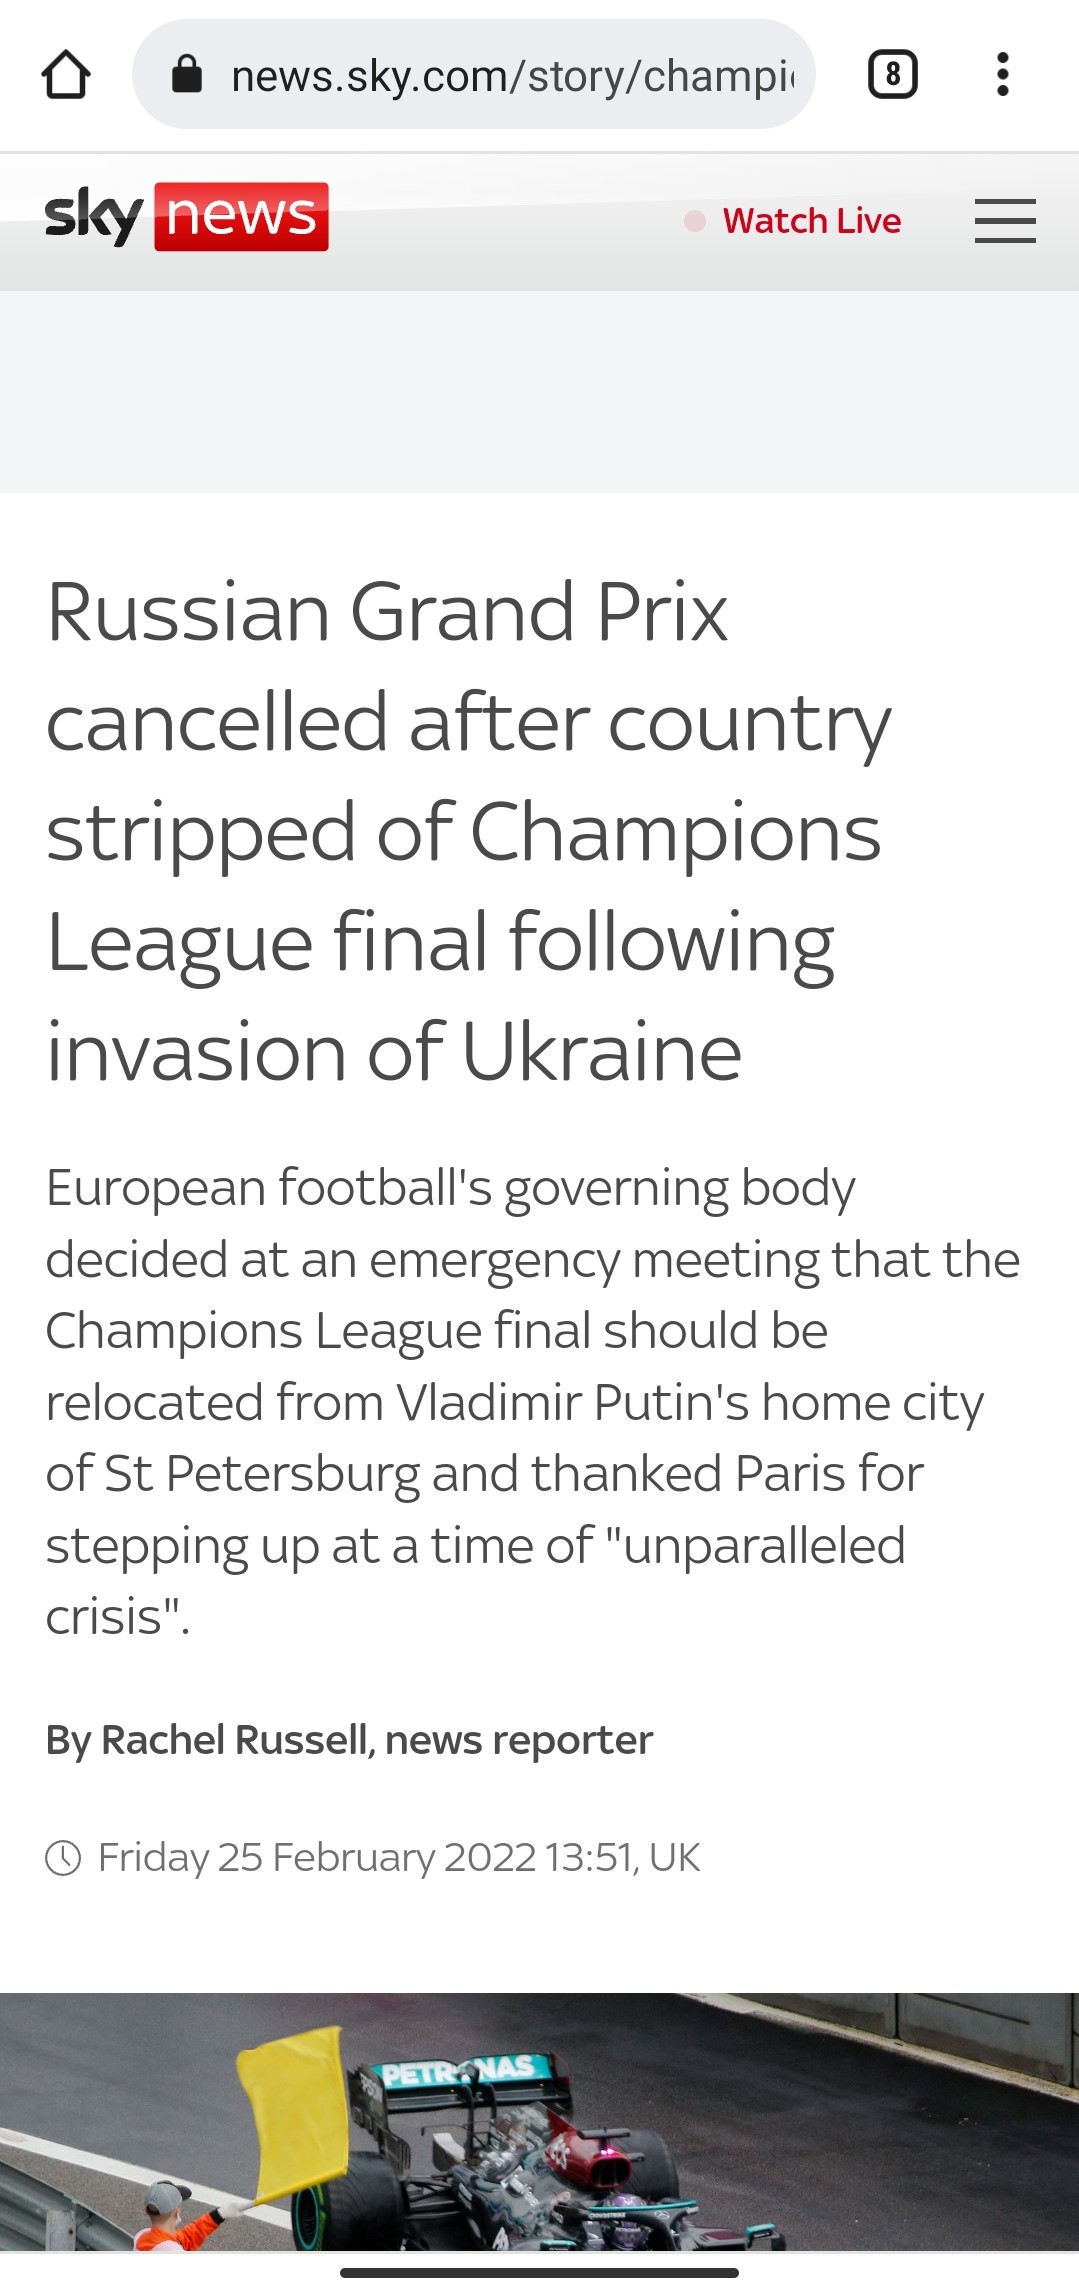 news.sky.com/story/champi
8
sky news
Watch Live
Russian Grand Prix
cancelled after country
stripped of Champions
League final following
invasion of Ukraine
European football's governing body
decided at an emergency meeting that the
Champions League final should be
relocated from Vladimir Putin's home city
of St Petersburg and thanked Paris for
stepping up at a time of "unparalleled
crisis".
By Rachel Russell, news reporter
Friday 25 February 2022 13:51, UK
PETRONAS